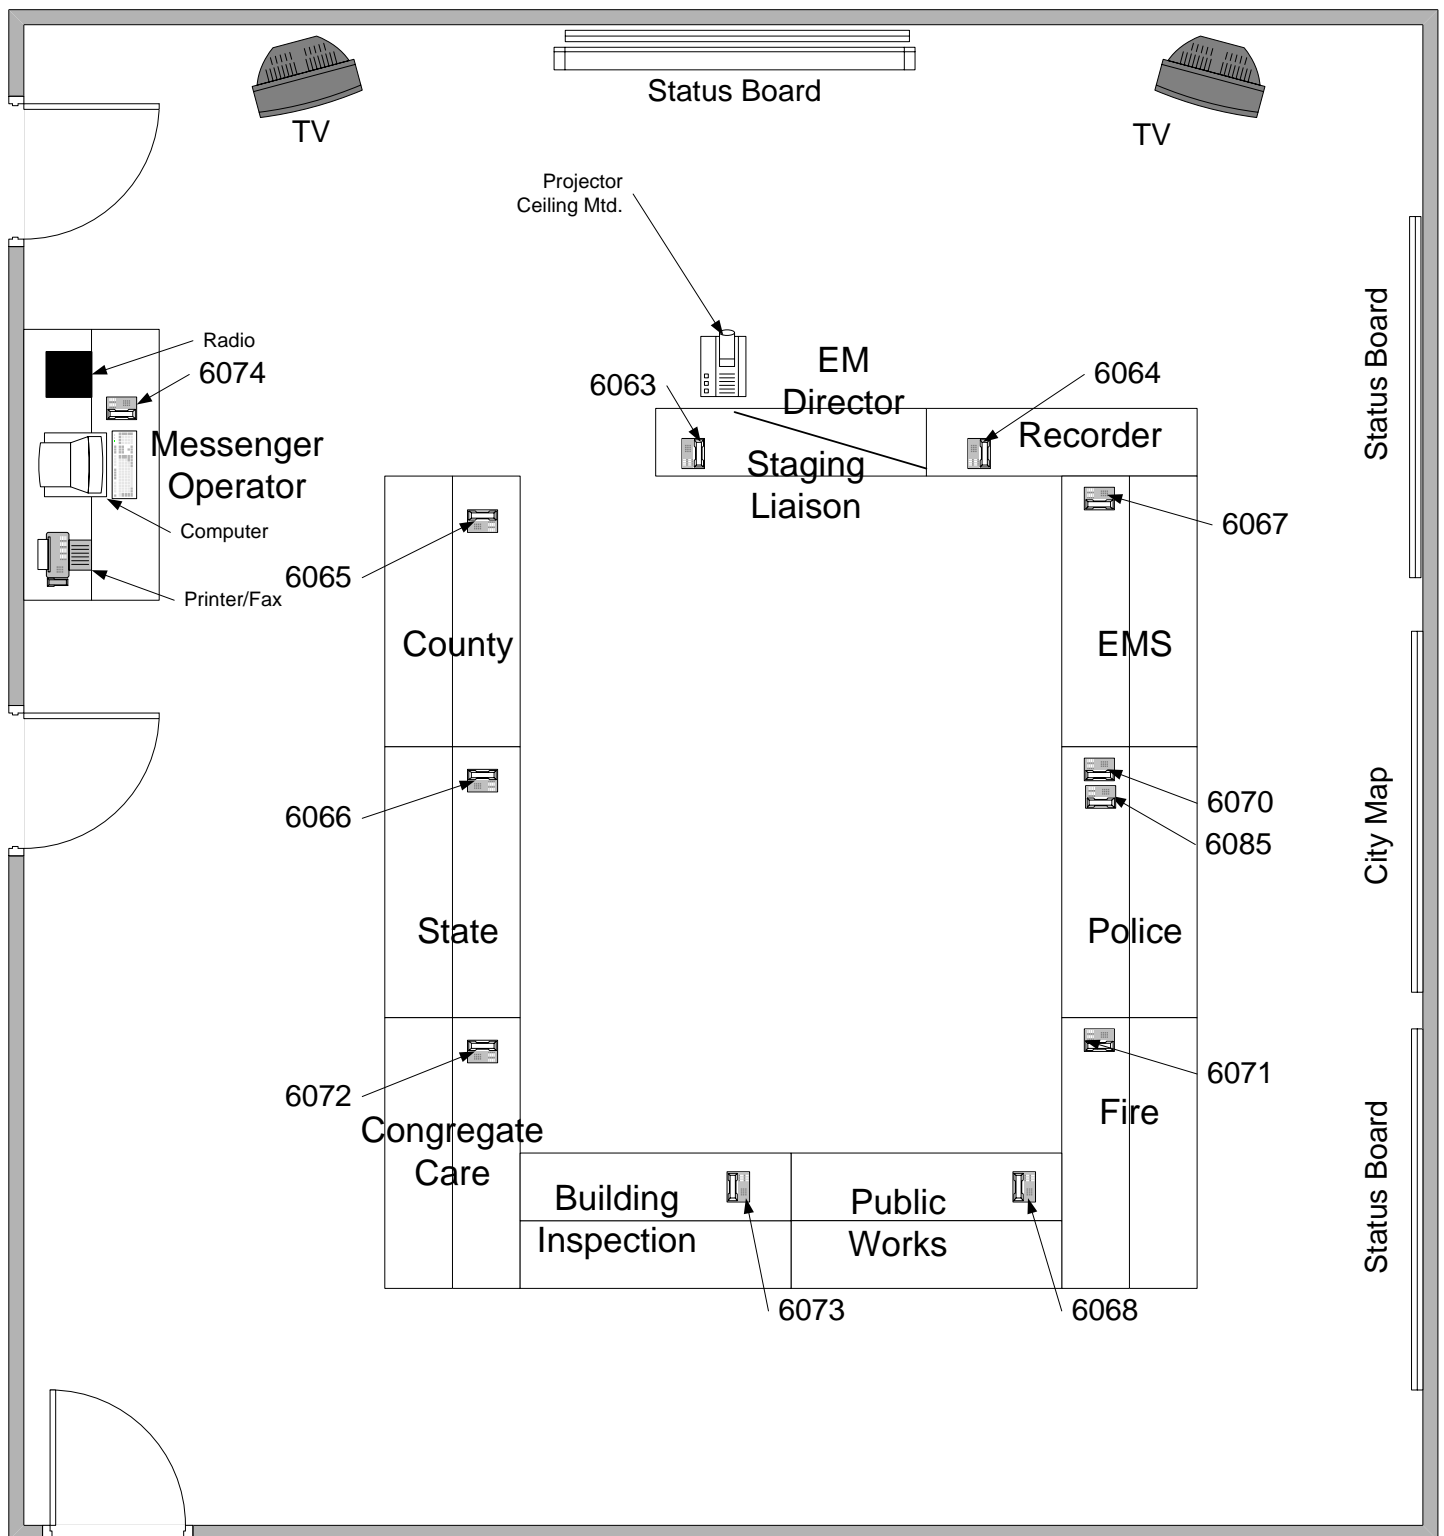 Status Board
TV
TV
Projector
Ceiling Mtd.
Radio
6074
Messenger
Operator
Computer
Printer/Fax
6063
EM
Director
6064
Recorder
Staging
Liaison
6065
County
6067
EMS
6066
State
6070
6085
Police
6072
Congregate
Care
6071
Fire
Building
Inspection
Public
Works
6073
6068
Status Board
City Map
Status Board